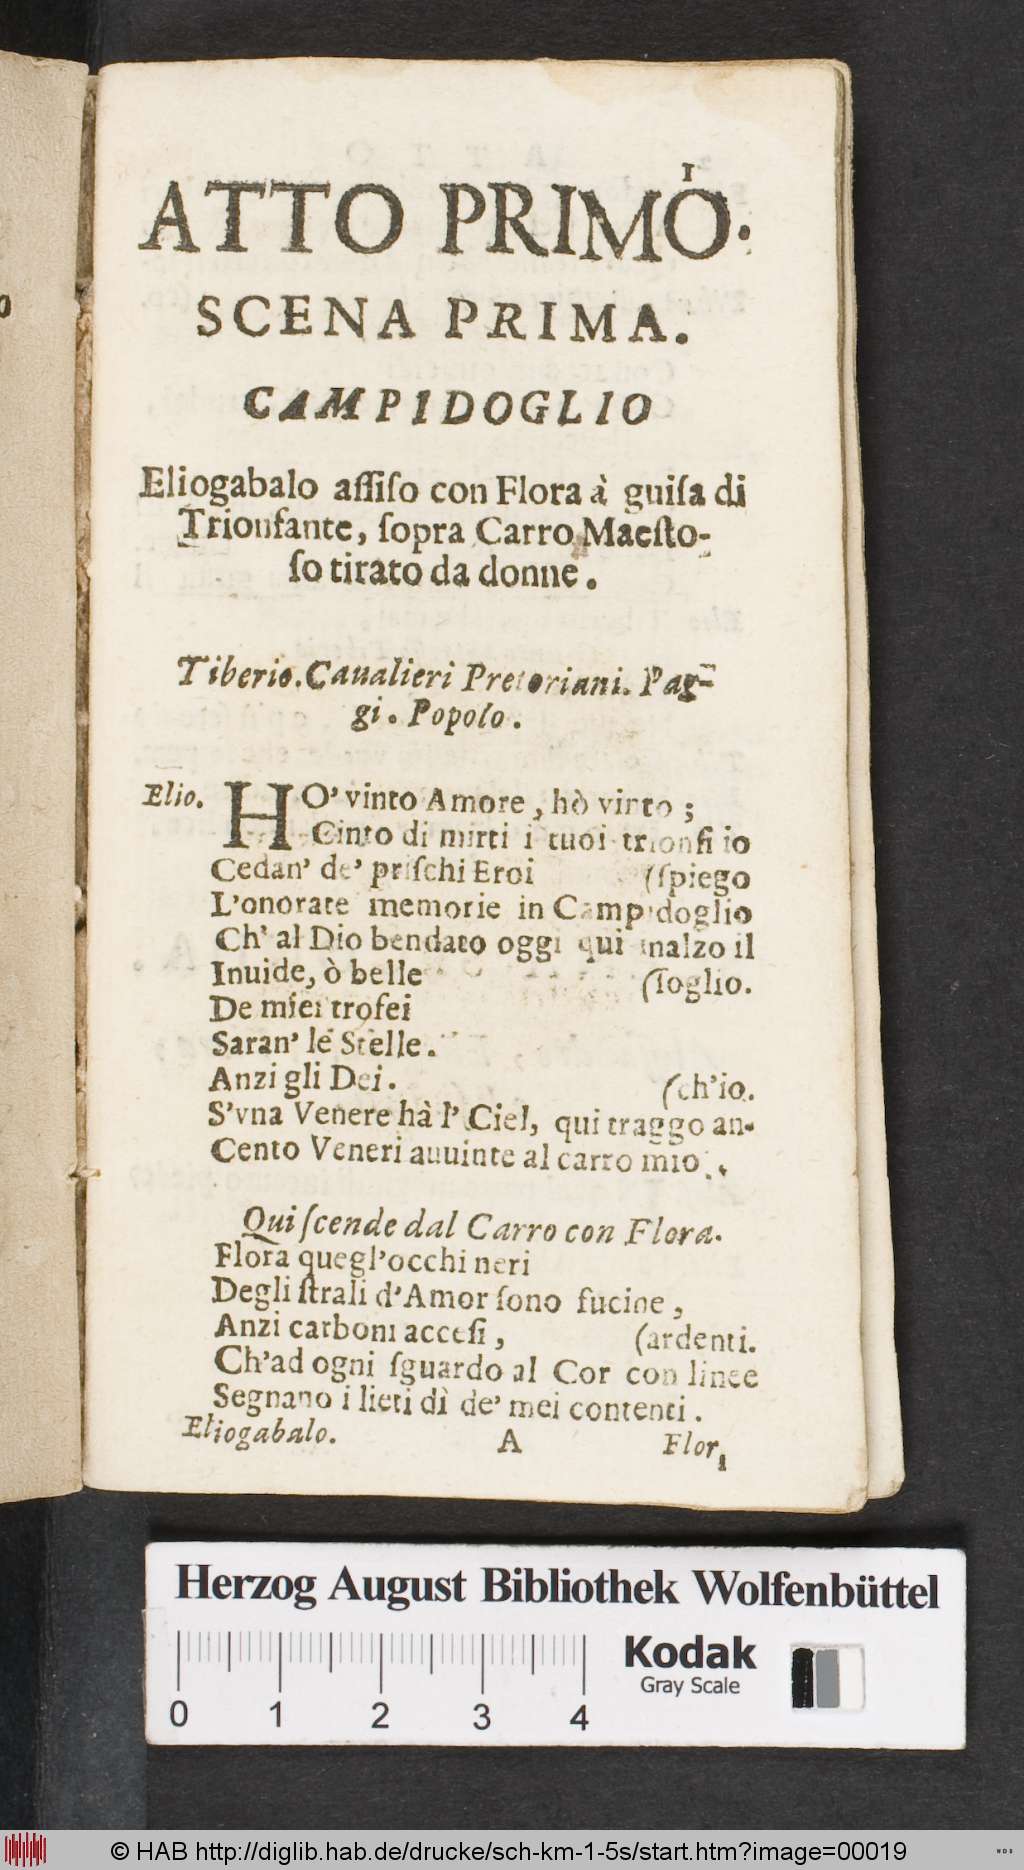 I
ATTO PRIMO.
SCENA PRIMA.
CAMPIDOGLIO
Eliogabalo aſſiſo con Flora à guiſa di
Trionfante, ſopra Carro Maeſto-
ſo tirato da donne.
Tiberio. Caualieri Pretoriani. Pag-
gi. Popolo.
Elio. HO' vinto Amore, hò vinto;
Cinto di mirti i tuoi trionfi io
Cedan' de' priſchi Eroi (ſpiego
L'onorate memorie in Campidoglio
Ch' al Dio bendato oggi qui inalzo il
Inuide, ò belle (ſoglio.
De miei trofei
Saran' le Stelle.
Anzi gli Dei. (ch'io.
S'vna Venere hà l' Ciel, qui traggo an-
Cento Veneri auuinte al carro mio.
Qui ſcende dal Carro con Flora.
Flora quegl'occhi neri
Degli ſtrali d'Amor ſono fucine,
Anzi carboni acceſi, (ardenti.
Ch'ad ogni ſguardo al Cor con linee
Segnano i lieti dì de' mei contenti.
Eliogabalo. A Flor,
o
Herzog August Bibliothek Wolfenbüttel
Kodak
Gray Scale
0 1 2 3 4
© HAB http://diglib.hab.de/drucke/sch-km-1-5s/start.htm?image=00019